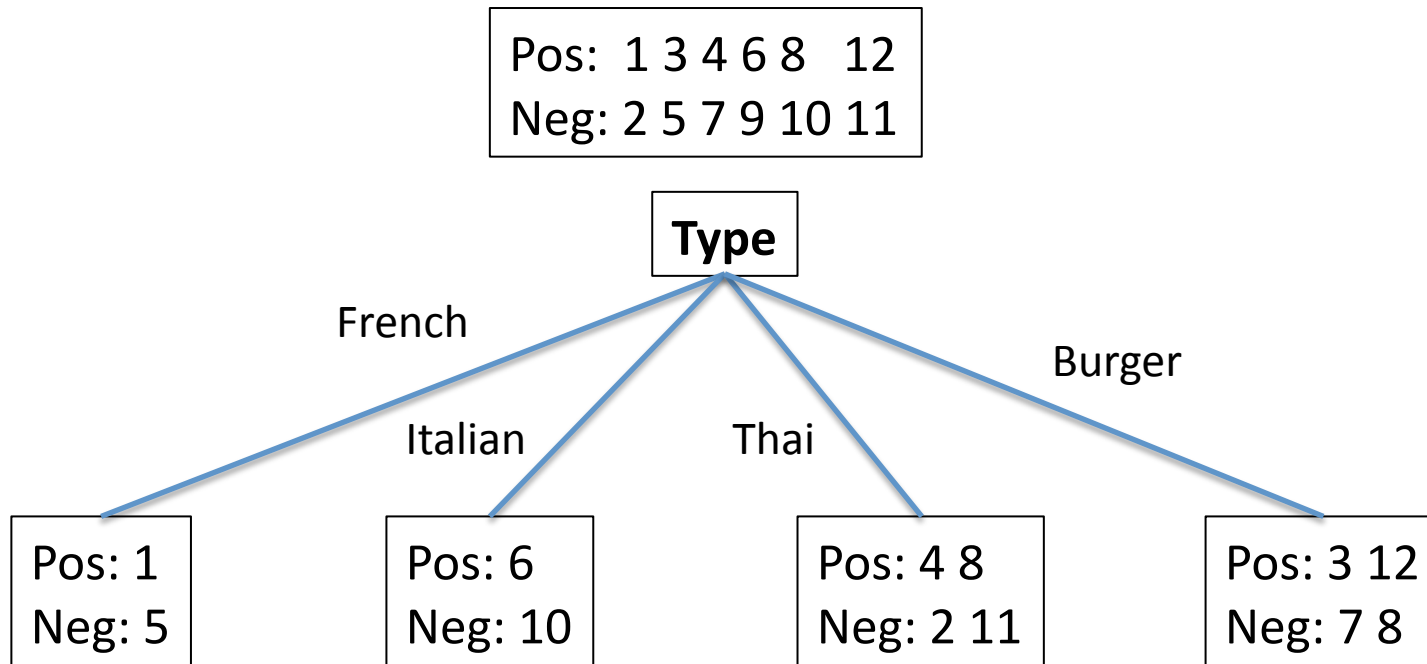 Pos: 1 3 4 6 8 12
Neg: 2 5 7 9 10 11
Type
French
Burger
Italian
Thai
Pos: 1
Neg: 5
Pos: 6
Neg: 10
Pos: 4 8
Neg: 2 11
Pos: 3 12
Neg: 7 8